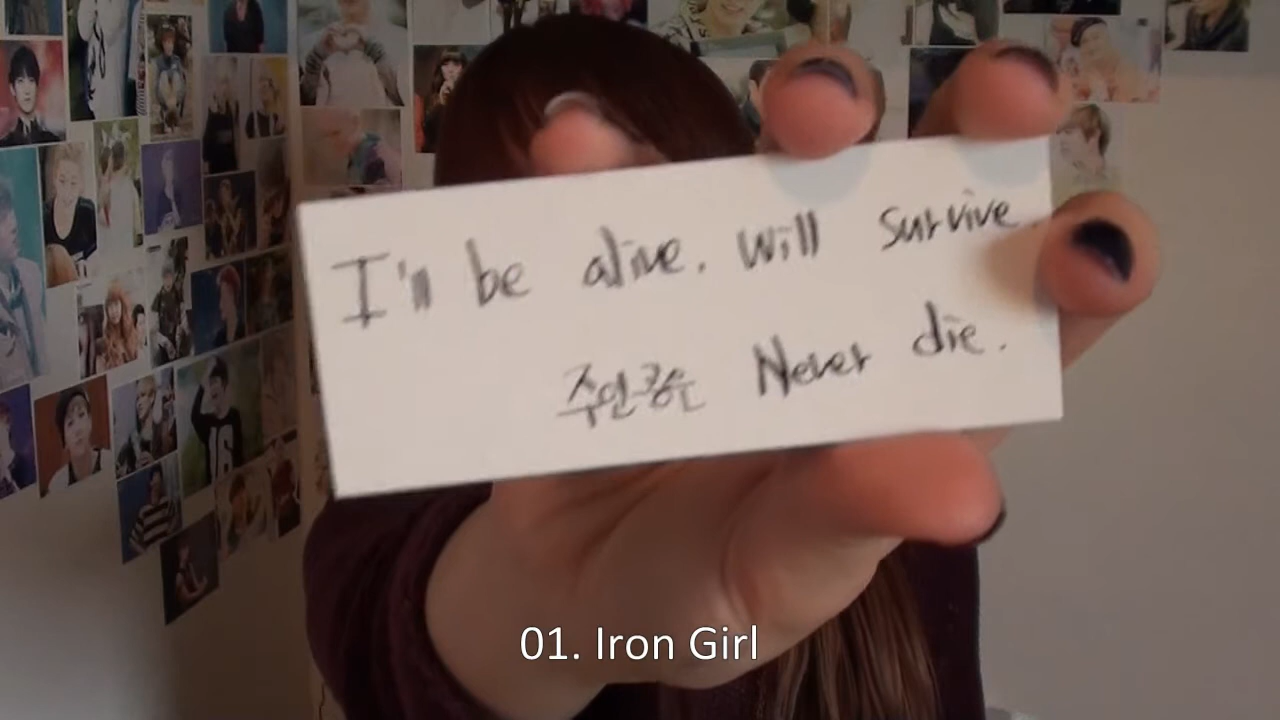 I'll be alive. Will survive.
주인공은 Never die.
01. Iron Girl